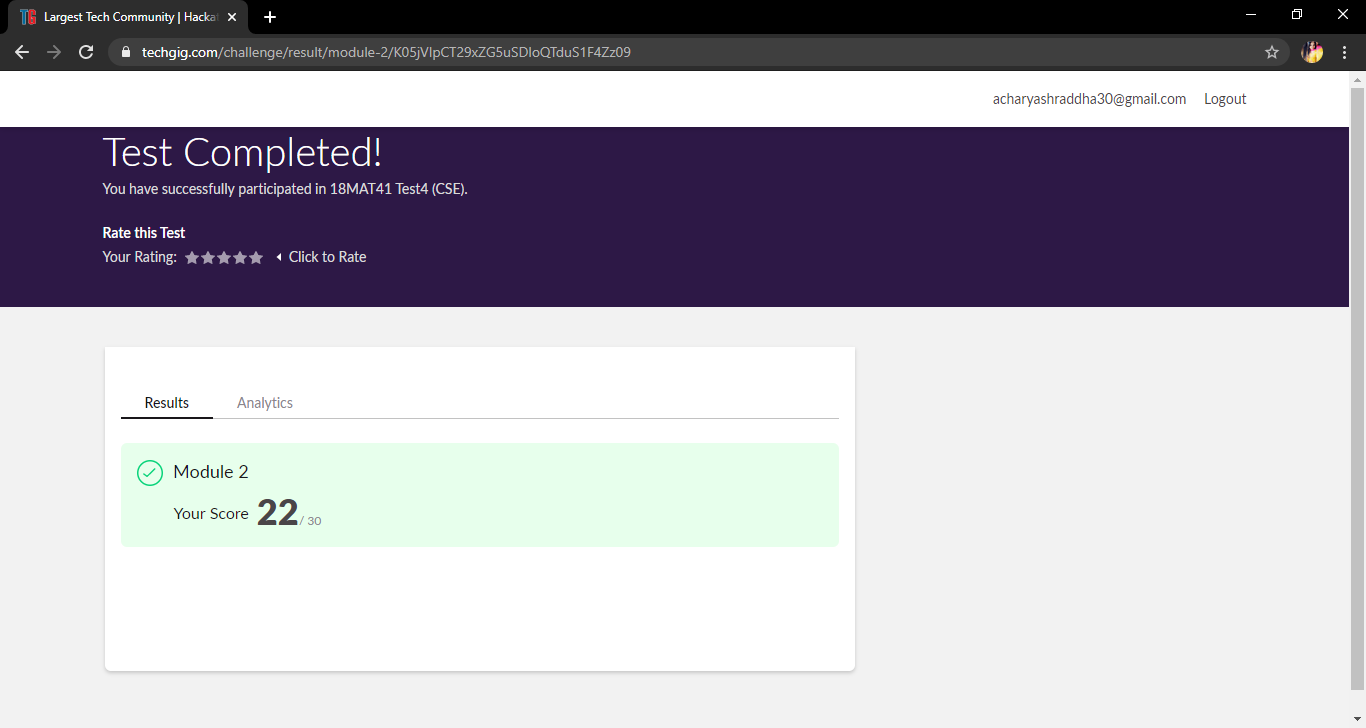 TG Largest Tech Community | Hacka
techgig.com/challenge/result/module-2/K05jVlpCT29xZG5uSDloQTduS1F4Zz09
acharyashraddha30@gmail.com Logout
Test Completed!
You have successfully participated in 18MAT41 Test4 (CSE).
Rate this Test
Your Rating: Click to Rate
Results Analytics
Module 2
Your Score 22 / 30